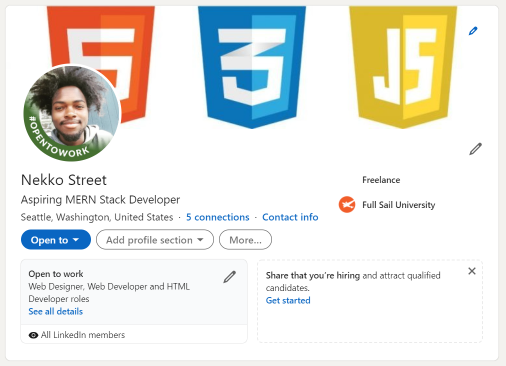 5
3
JS
#OPENTOWORK
Nekko Street
Aspiring MERN Stack Developer
Seattle, Washington, United States · 5 connections · Contact info
Freelance
Full Sail University
Open to
Add profile section
More...
Open to work
Web Designer, Web Developer and HTML
Developer roles
See all details
All LinkedIn members
Share that you're hiring and attract qualified
candidates.
Get started